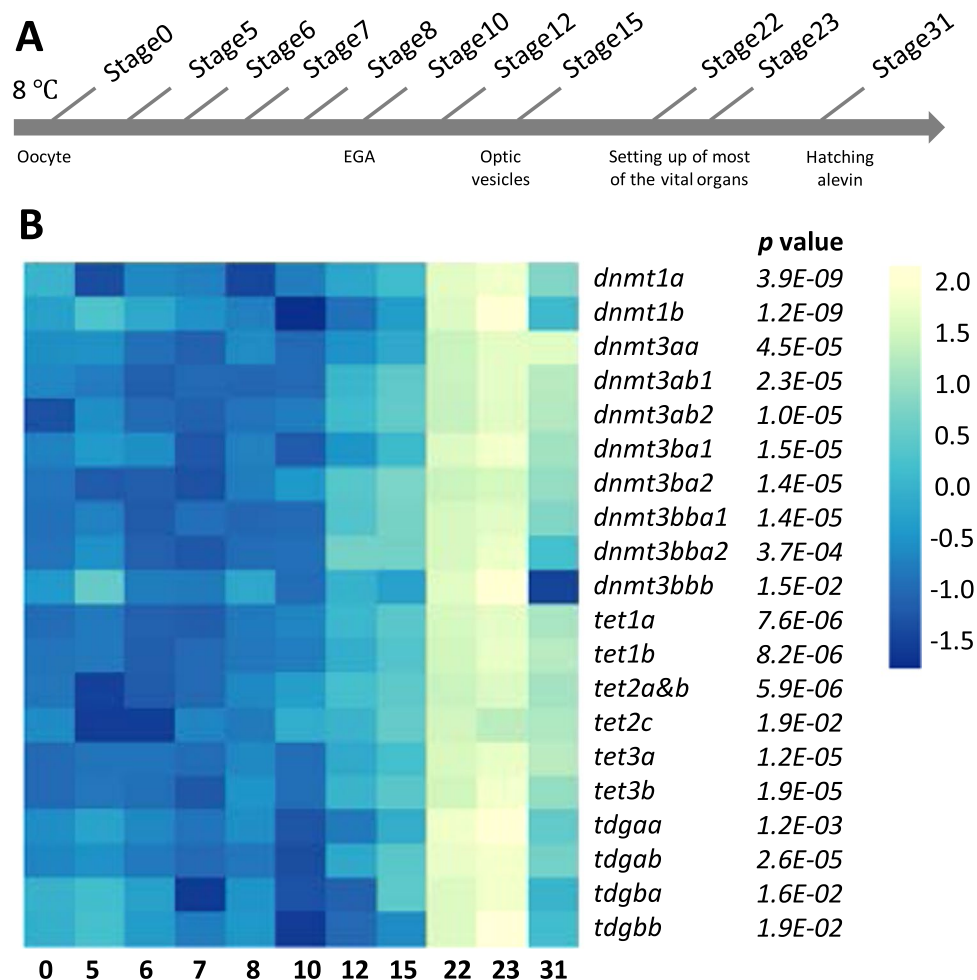 A
8 °C
Stage0 Stage5 Stage6 Stage7 Stage8 Stage10 Stage12 Stage15 Stage22 Stage23 Stage31
Oocyte EGA Optic vesicles Setting up of most of the vital organs Hatching alevin
B
p value
dnmt1a 3.9E-09
dnmt1b 1.2E-09
dnmt3aa 4.5E-05
dnmt3ab1 2.3E-05
dnmt3ab2 1.0E-05
dnmt3ba1 1.5E-05
dnmt3ba2 1.4E-05
dnmt3bba1 1.4E-05
dnmt3bba2 3.7E-04
dnmt3bbb 1.5E-02
tet1a 7.6E-06
tet1b 8.2E-06
tet2a&b 5.9E-06
tet2c 1.9E-02
tet3a 1.2E-05
tet3b 1.9E-05
tdgaa 1.2E-03
tdgab 2.6E-05
tdgba 1.6E-02
tdgbb 1.9E-02
2.0
1.5
1.0
0.5
0.0
-0.5
-1.0
-1.5
0 5 6 7 8 10 12 15 22 23 31